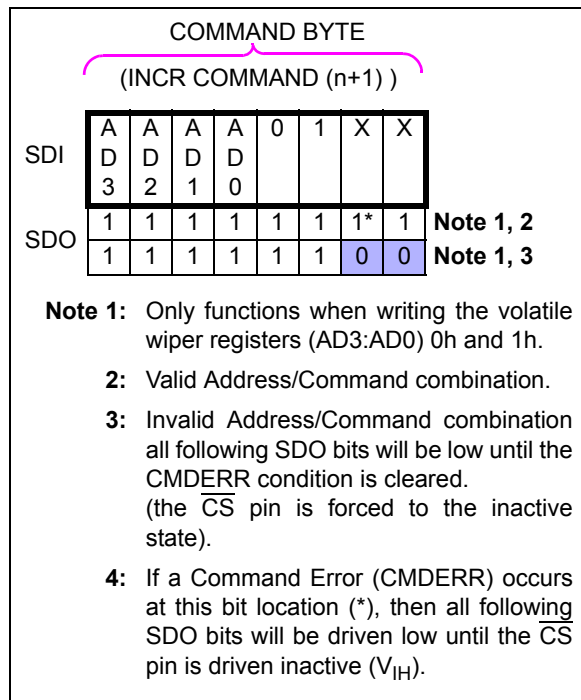 COMMAND BYTE
(INCR COMMAND (n+1) )
SDI
A A A A 0 1 X X
D D D D
3 2 1 0
SDO
1 1 1 1 1 1 1* 1 Note 1, 2
1 1 1 1 1 1 0 0 Note 1, 3
Note 1: Only functions when writing the volatile
wiper registers (AD3:AD0) 0h and 1h.
2: Valid Address/Command combination.
3: Invalid Address/Command combination
all following SDO bits will be low until the
CMDERR condition is cleared.
(the C̅S̅ pin is forced to the inactive
state).
4: If a Command Error (CMDERR) occurs
at this bit location (*), then all following
SDO bits will be driven low until the C̅S̅
pin is driven inactive (VIH).